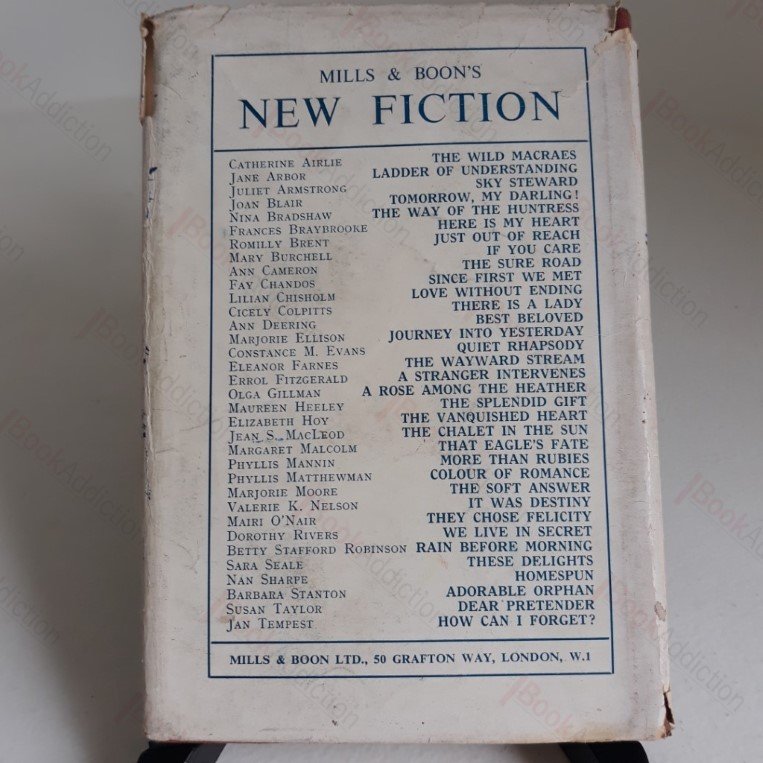 MILLS & BOON'S
NEW FICTION
CATHERINE AIRLIE THE WILD MACRAES
JANE ARBOR LADDER OF UNDERSTANDING
JULIET ARMSTRONG SKY STEWARD
JOAN BLAIR TOMORROW, MY DARLING!
NINA BRADSHAW THE WAY OF THE HUNTRESS
FRANCES BRAYBROOKE HERE IS MY HEART
ROMILLY BRENT JUST OUT OF REACH
MARY BURCHELL IF YOU CARE
ANN CAMERON THE SURE ROAD
FAY CHANDOS SINCE FIRST WE MET
LILIAN CHISHOLM LOVE WITHOUT ENDING
CICELY COLPITTS THERE IS A LADY
ANN DEERING BEST BELOVED
MARJORIE ELLISON JOURNEY INTO YESTERDAY
CONSTANCE M. EVANS QUIET RHAPSODY
ELEANOR FARNES THE WAYWARD STREAM
ERROL FITZGERALD A STRANGER INTERVENES
OLGA GILLMAN A ROSE AMONG THE HEATHER
MAUREEN HEELEY THE SPLENDID GIFT
ELIZABETH HOY THE VANQUISHED HEART
JEAN S. MACLEOD THE CHALET IN THE SUN
MARGARET MALCOLM THAT EAGLE'S FATE
PHYLLIS MANNIN MORE THAN RUBIES
PHYLLIS MATTHEWMAN COLOUR OF ROMANCE
MARJORIE MOORE THE SOFT ANSWER
VALERIE K. NELSON IT WAS DESTINY
MAIRI O'NAIR THEY CHOSE FELICITY
DOROTHY RIVERS WE LIVE IN SECRET
BETTY STAFFORD ROBINSON RAIN BEFORE MORNING
SARA SEALE THESE DELIGHTS
NAN SHARPE HOMESPUN
BARBARA STANTON ADORABLE ORPHAN
SUSAN TAYLOR DEAR PRETENDER
JAN TEMPEST HOW CAN I FORGET?
MILLS & BOON LTD., 50 GRAFTON WAY, LONDON, W.1
BookAddiction